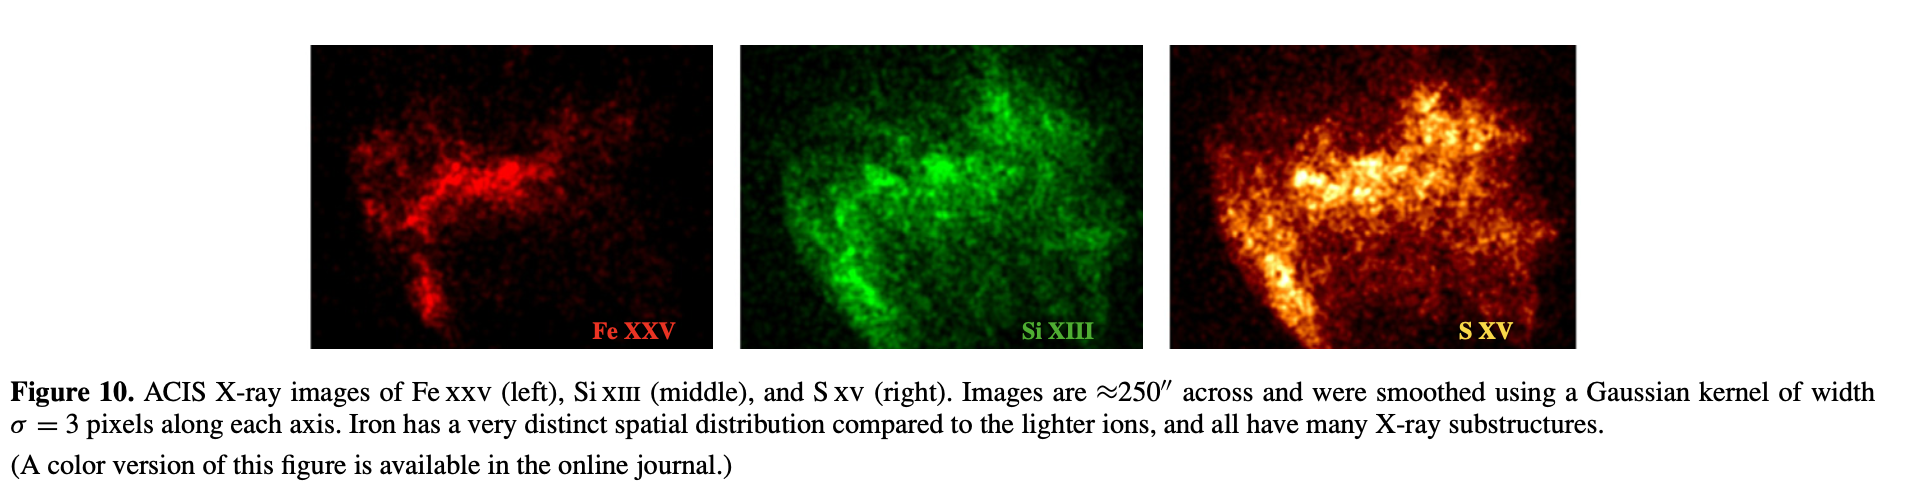 Fe XXV
Si XIII
S XV
Figure 10. ACIS X-ray images of Fe XXV (left), Si XIII (middle), and S XV (right). Images are ≈250″ across and were smoothed using a Gaussian kernel of width
σ = 3 pixels along each axis. Iron has a very distinct spatial distribution compared to the lighter ions, and all have many X-ray substructures.
(A color version of this figure is available in the online journal.)